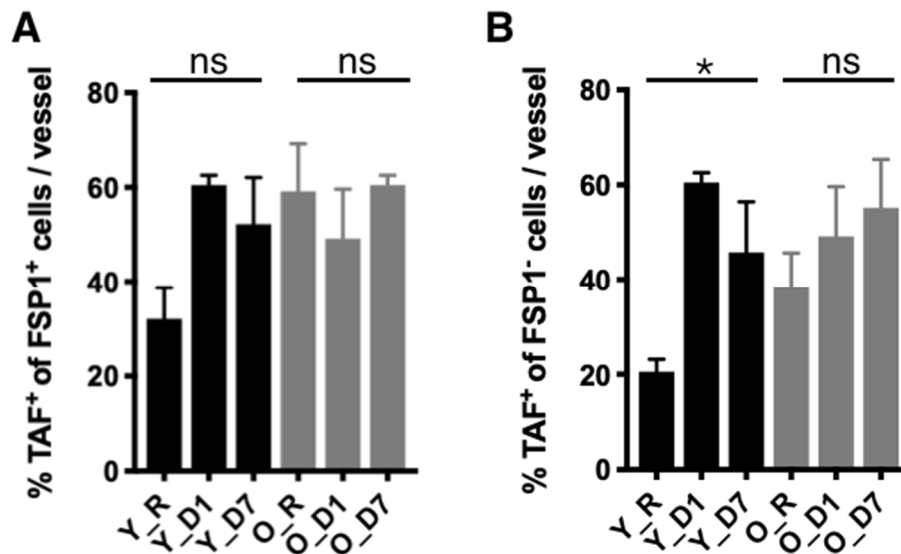 A
ns
ns
% TAF⁺ of FSP1⁺ cells / vessel
80
60
40
20
0
Y_R
Y_D1
Y_D7
O_R
O_D1
O_D7
B
*
ns
% TAF⁺ of FSP1⁻ cells / vessel
80
60
40
20
0
Y_R
Y_D1
Y_D7
O_R
O_D1
O_D7